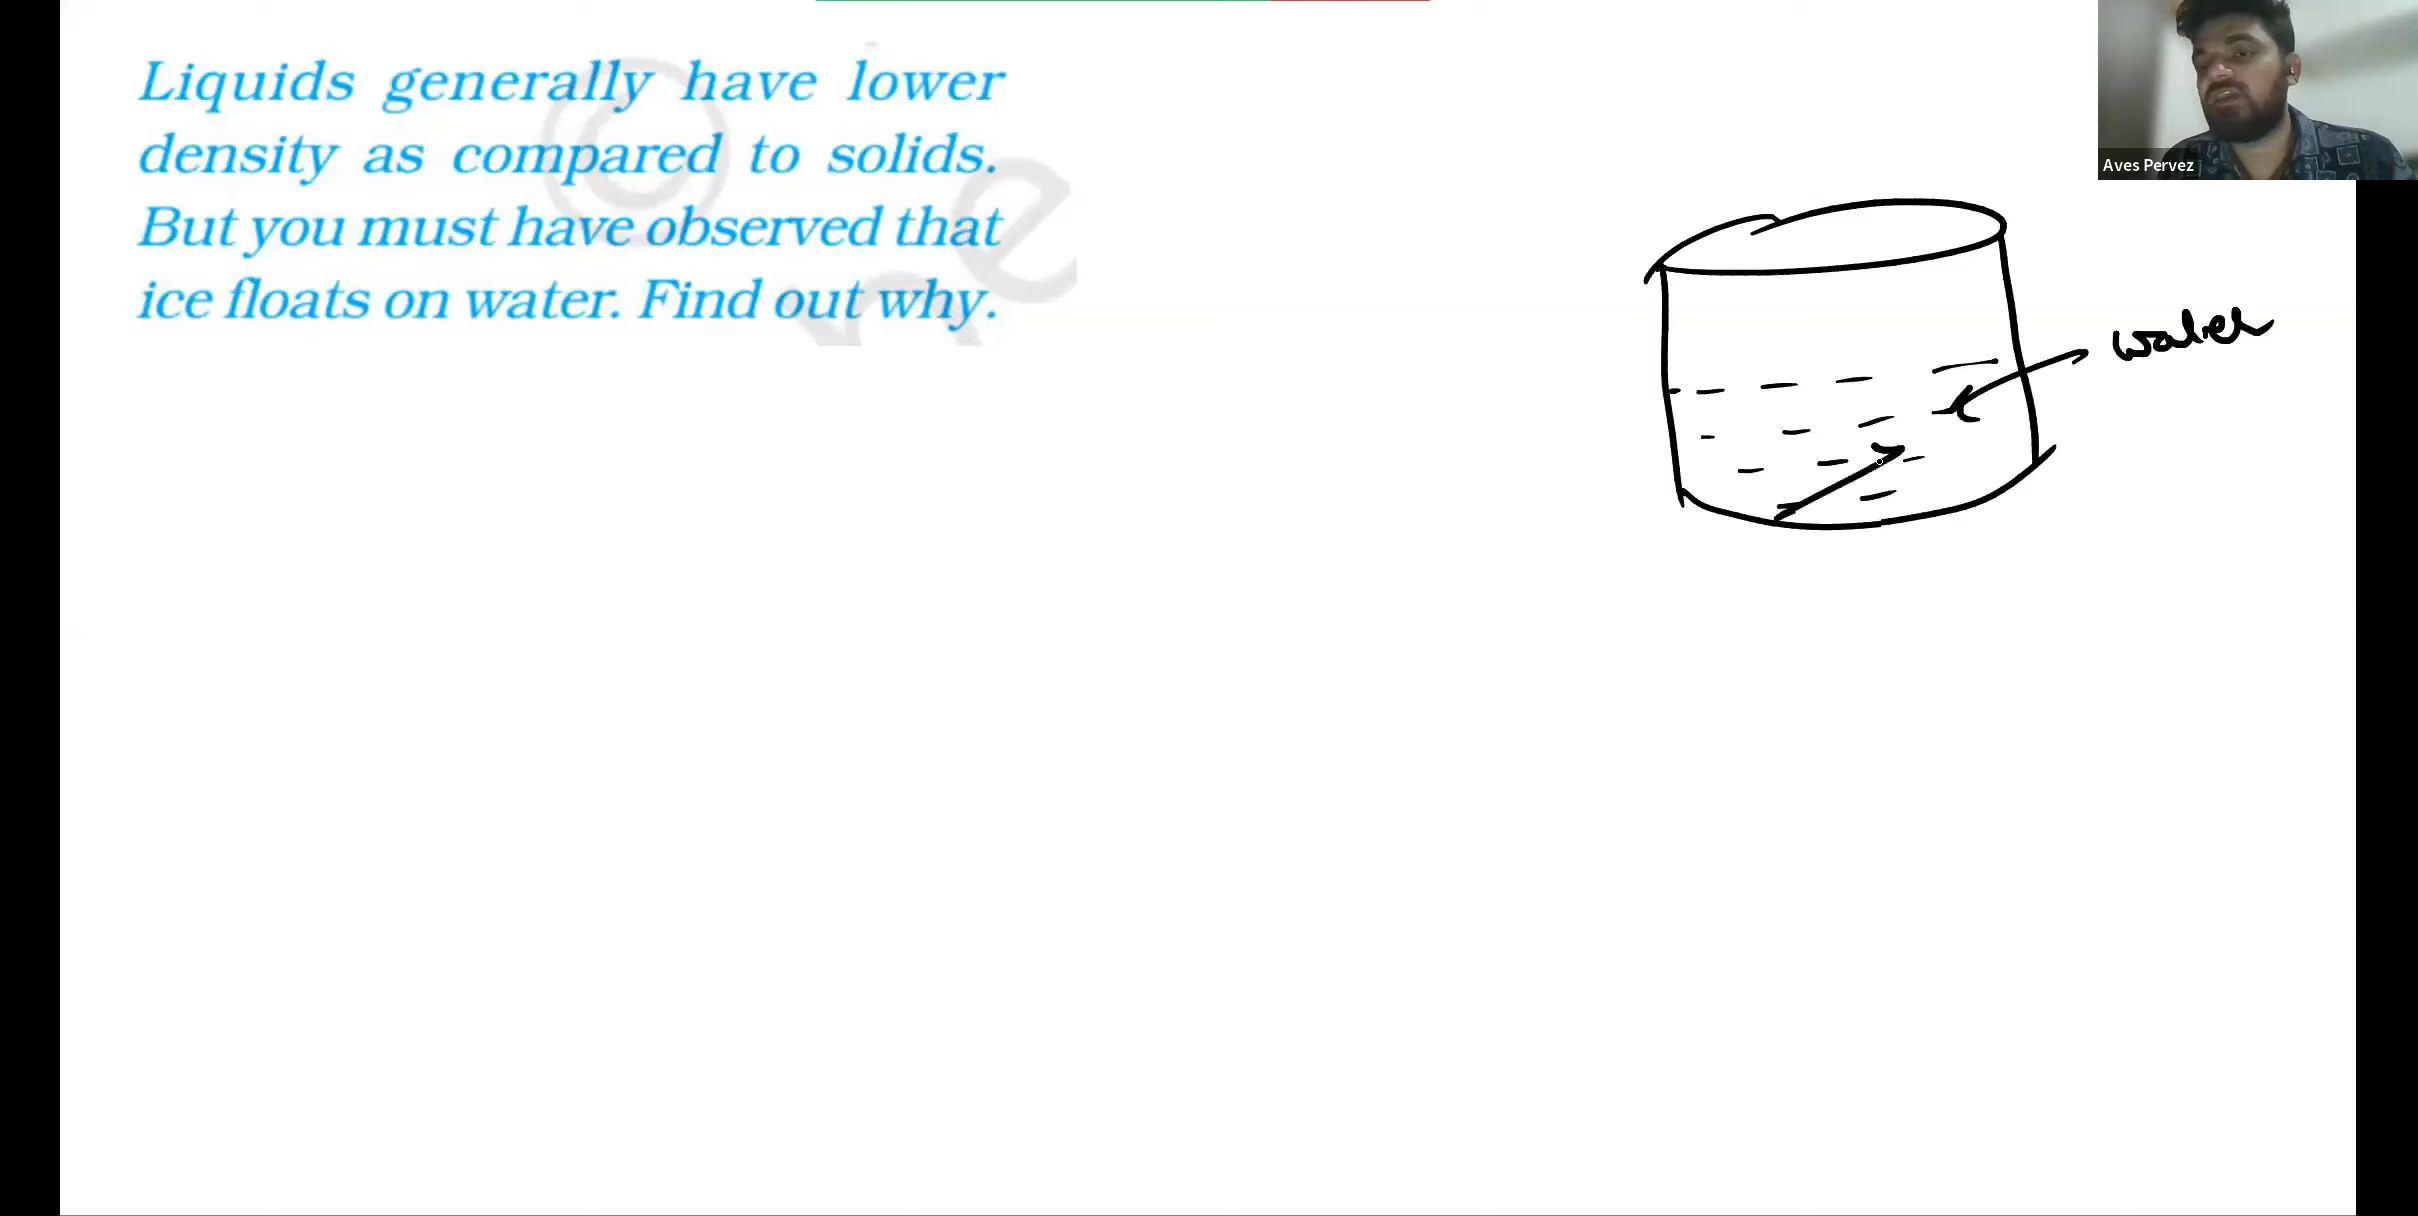 Liquids generally have lower
density as compared to solids.
But you must have observed that
ice floats on water. Find out why.
water
Aves Pervez